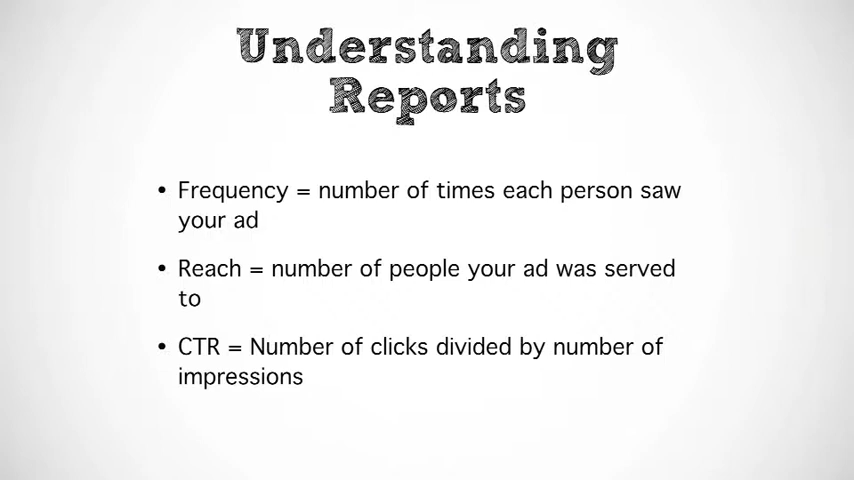 Understanding
Reports
• Frequency = number of times each person saw
your ad
• Reach = number of people your ad was served
to
• CTR = Number of clicks divided by number of
impressions